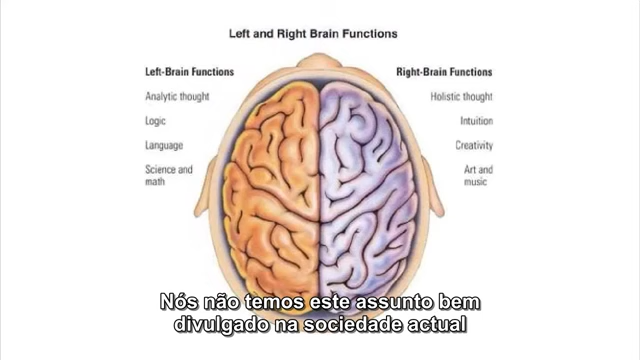 Left and Right Brain Functions
Left-Brain Functions
Analytic thought
Logic
Language
Science and
math
Right-Brain Functions
Holistic thought
Intuition
Creativity
Art and
music
Nós não temos este assunto bem
divulgado na sociedade actual